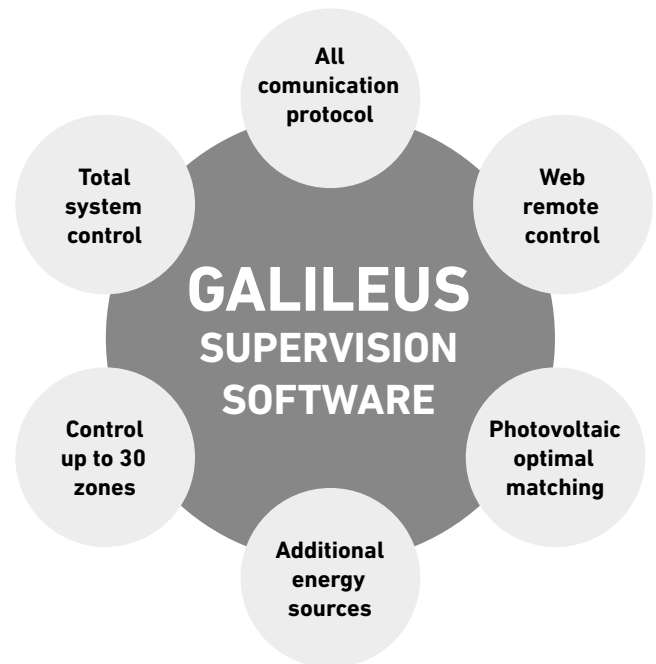 All
comunication
protocol
Total
system
control
Web
remote
control
GALILEUS
SUPERVISION
SOFTWARE
Control
up to 30
zones
Photovoltaic
optimal
matching
Additional
energy
sources